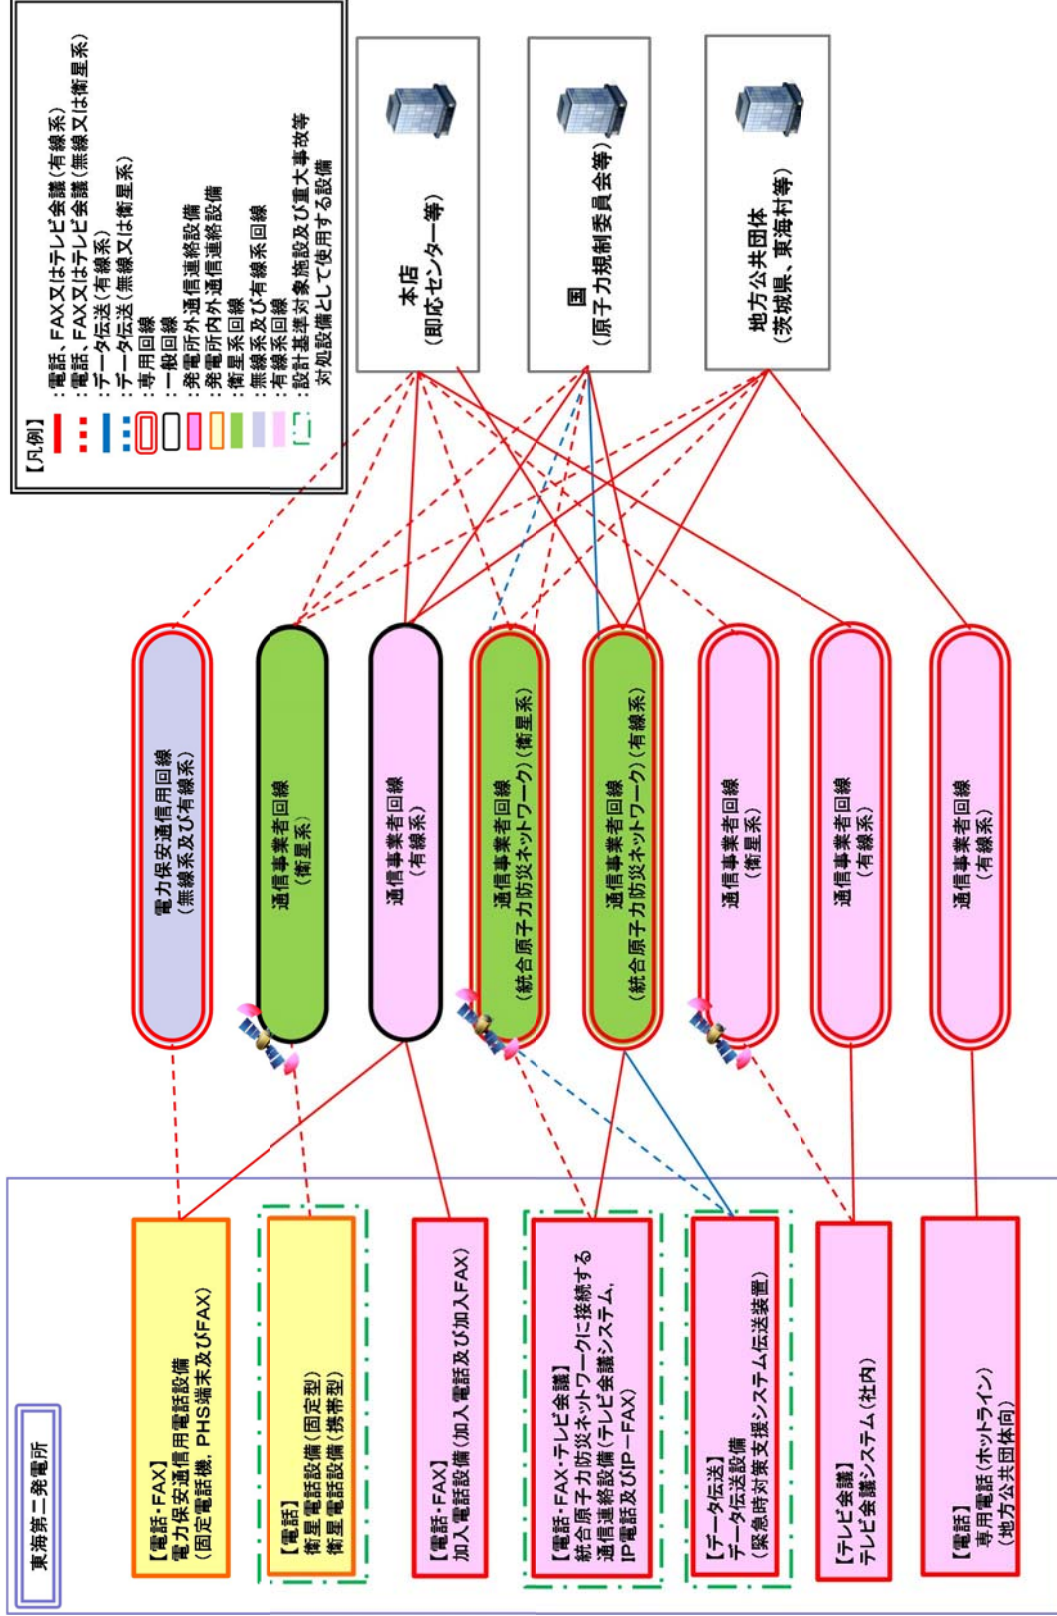 東海第二発電所
【電話・FAX】
電力保安通信用電話設備
(固定電話機、PHS端末及びFAX)
【電話】
衛星電話設備(固定型)
衛星電話設備(携帯型)
【電話・FAX】
加入電話設備(加入電話及び加入FAX)
【電話・FAX・テレビ会議】
統合原子力防災ネットワークに接続する
通信連絡設備(テレビ会議システム,
IP電話及びIP-FAX)
【データ伝送】
データ伝送設備
(緊急時対策支援システム伝送装置)
【テレビ会議】
テレビ会議システム(社内)
【電話】
専用電話(ホットライン)
(地方公共団体向)
電力保安通信用回線
(無線系及び有線系)
通信事業者回線
(衛星系)
通信事業者回線
(有線系)
通信事業者回線
(統合原子力防災ネットワーク)(衛星系)
通信事業者回線
(統合原子力防災ネットワーク)(有線系)
通信事業者回線
(衛星系)
通信事業者回線
(有線系)
通信事業者回線
(有線系)
【凡例】
:電話、FAX又はテレビ会議(有線系)
:電話、FAX又はテレビ会議(無線又は衛星系)
:データ伝送(有線系)
:データ伝送(無線又は衛星系)
:専用回線
:一般回線
:発電所外通信連絡設備
:発電所内外通信連絡設備
:衛星系回線
:無線系及び有線系回線
:有線系回線
:設計基準対象施設及び重大事故等
対処設備として使用する設備
本店
(即応センター等)
国
(原子力規制委員会等)
地方公共団体
(茨城県、東海村等)